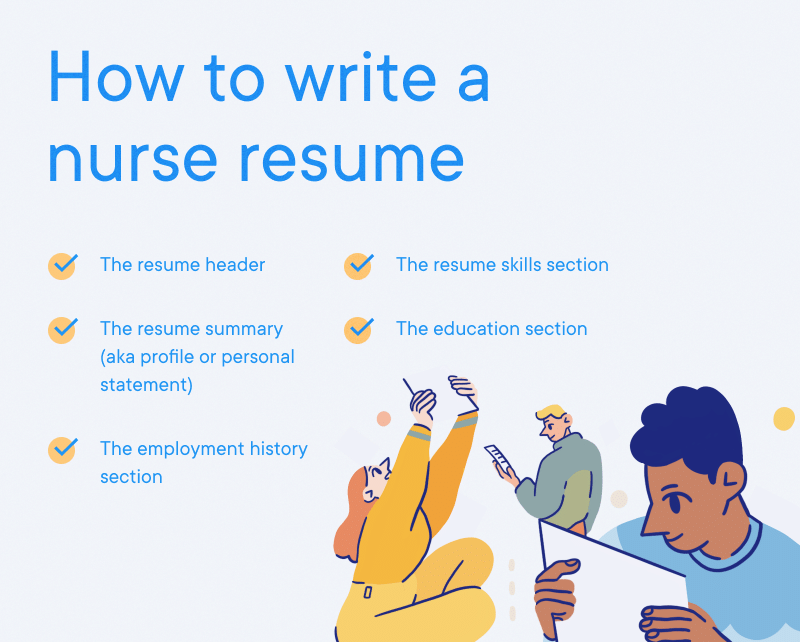 How to write a
nurse resume
The resume header
The resume summary
(aka profile or personal
statement)
The employment history
section
The resume skills section
The education section